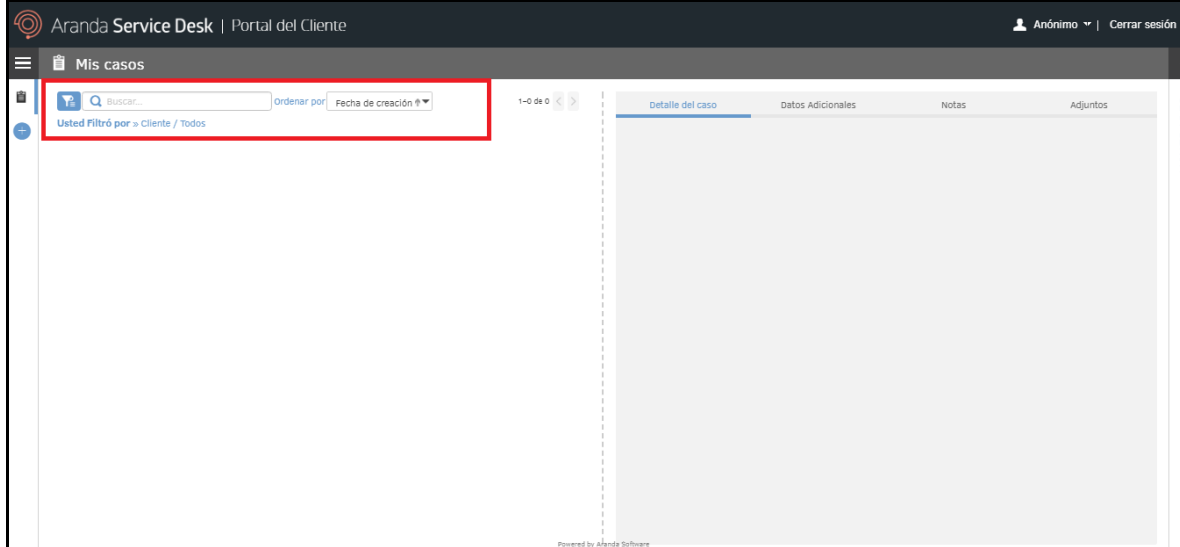 Aranda Service Desk | Portal del Cliente
Anónimo | Cerrar sesión
Mis casos
Buscar...
Ordenar por Fecha de creación
1-0 de 0
Usted Filtró por » Cliente / Todos
Detalle del caso
Datos Adicionales
Notas
Adjuntos
Powered by Aranda Software